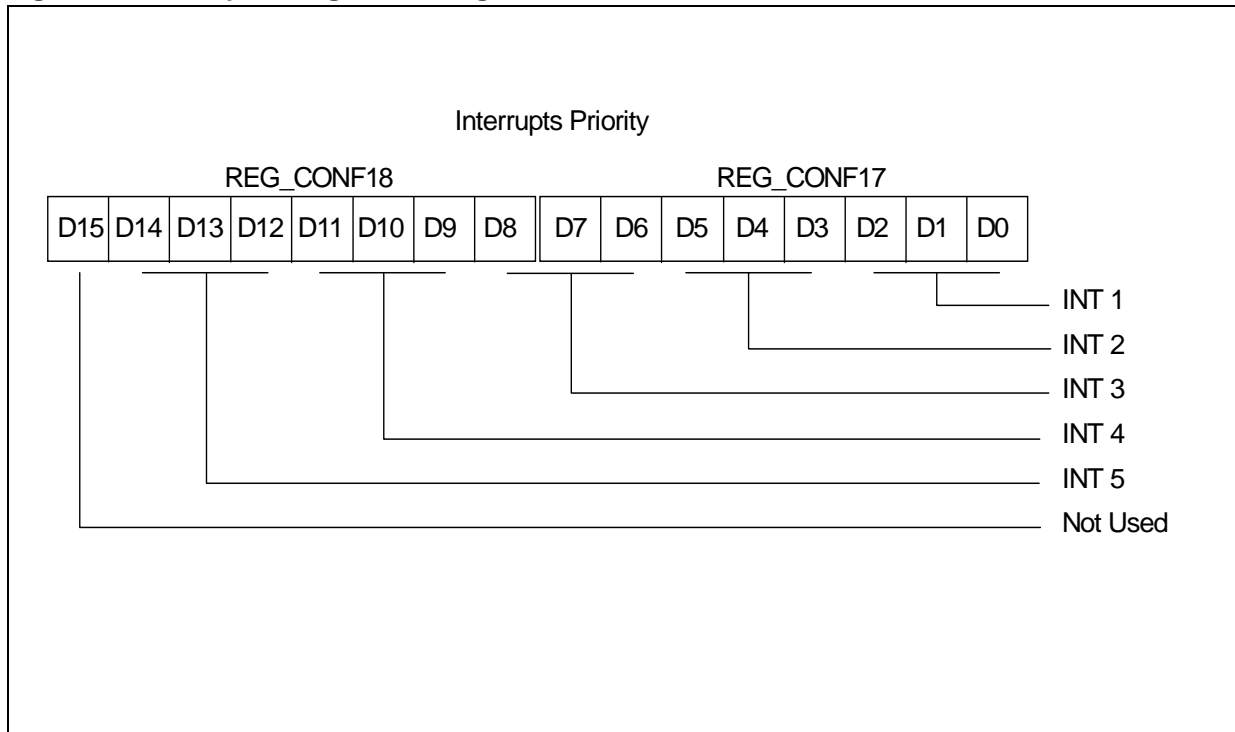 Interrupts Priority
REG_CONF18 REG_CONF17
D15 D14 D13 D12 D11 D10 D9 D8 D7 D6 D5 D4 D3 D2 D1 D0
INT 1
INT 2
INT 3
INT 4
INT 5
Not Used